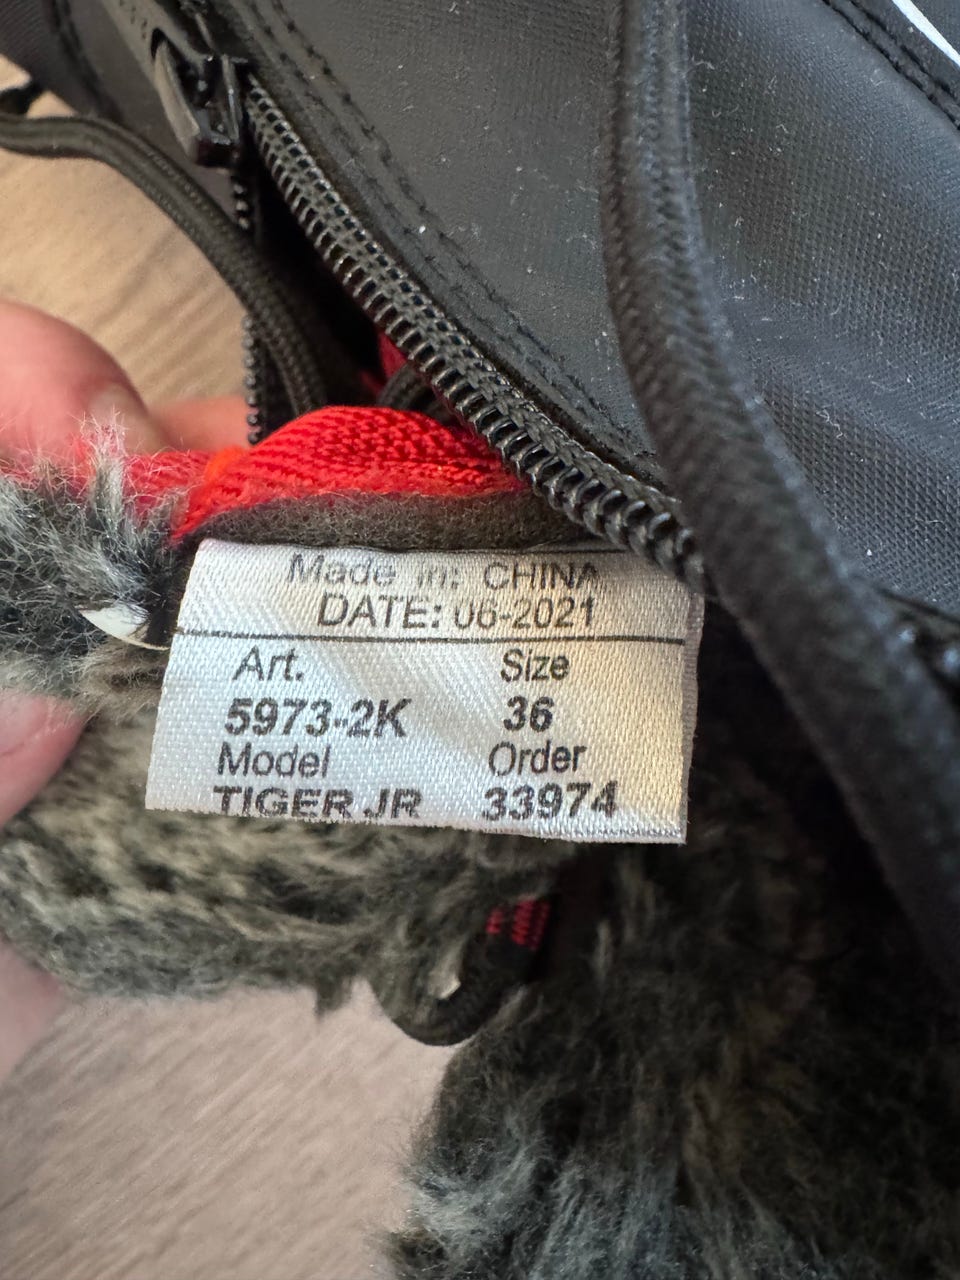 Made in: CHINA
DATE: 06-2021
Art. Size
5973-2K 36
Model Order
TIGER JR 33974